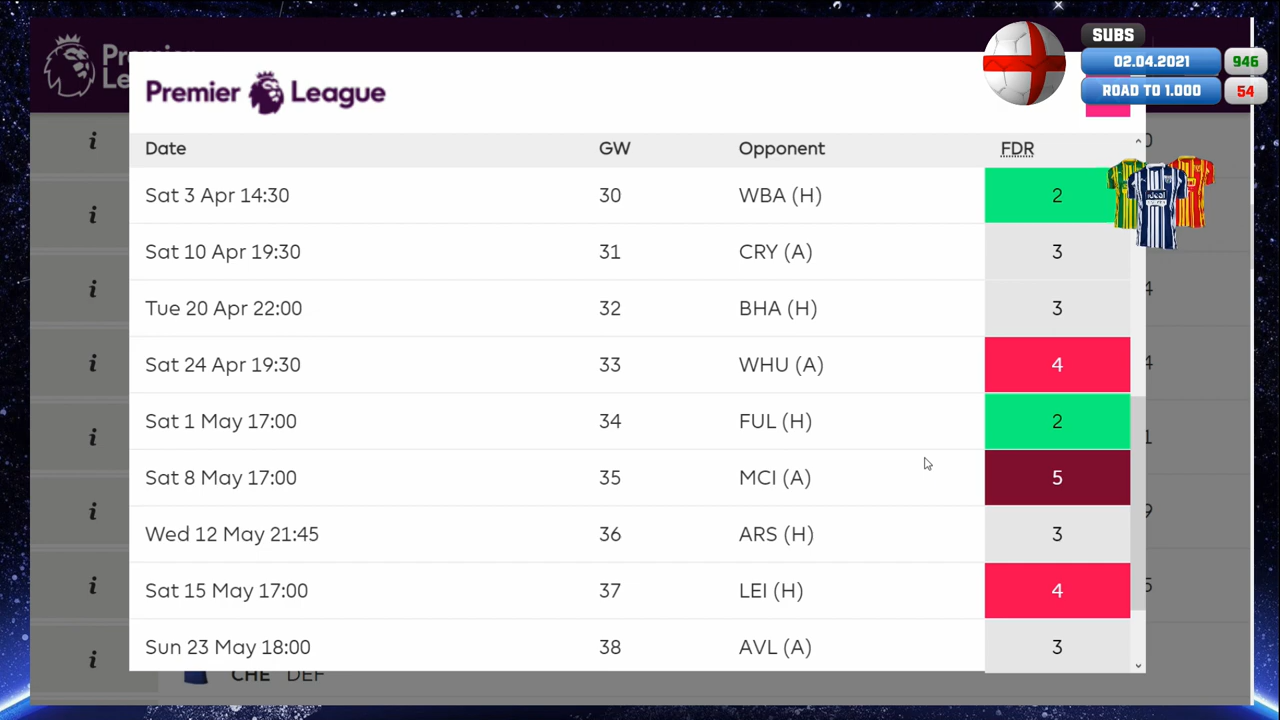 SUBS
02.04.2021 946
ROAD TO 1.000 54
Premier League
Date GW Opponent FDR
Sat 3 Apr 14:30 30 WBA (H) 2
Sat 10 Apr 19:30 31 CRY (A) 3
Tue 20 Apr 22:00 32 BHA (H) 3
Sat 24 Apr 19:30 33 WHU (A) 4
Sat 1 May 17:00 34 FUL (H) 2
Sat 8 May 17:00 35 MCI (A) 5
Wed 12 May 21:45 36 ARS (H) 3
Sat 15 May 17:00 37 LEI (H) 4
Sun 23 May 18:00 38 AVL (A) 3
CHE DEF